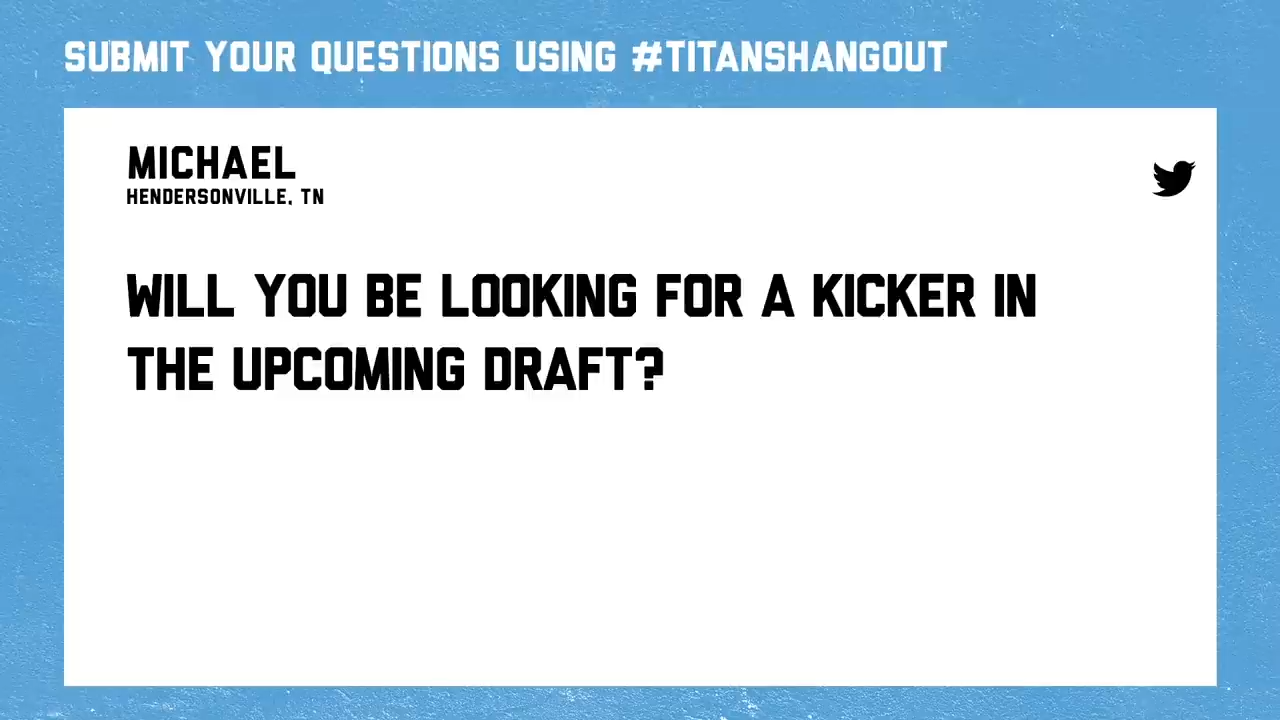 SUBMIT YOUR QUESTIONS USING #TITANSHANGOUT
MICHAEL
HENDERSONVILLE, TN
WILL YOU BE LOOKING FOR A KICKER IN
THE UPCOMING DRAFT?